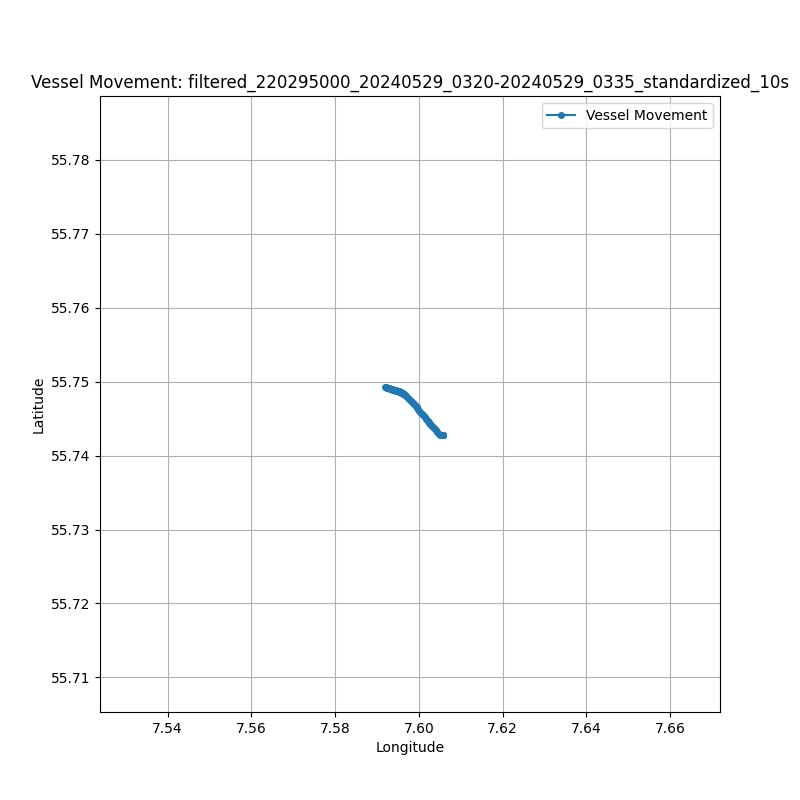 Vessel Movement: filtered_220295000_20240529_0320-20240529_0335_standardized_10s
Vessel Movement
55.78
55.77
55.76
55.75
55.74
55.73
55.72
55.71
Latitude
7.54 7.56 7.58 7.60 7.62 7.64 7.66
Longitude